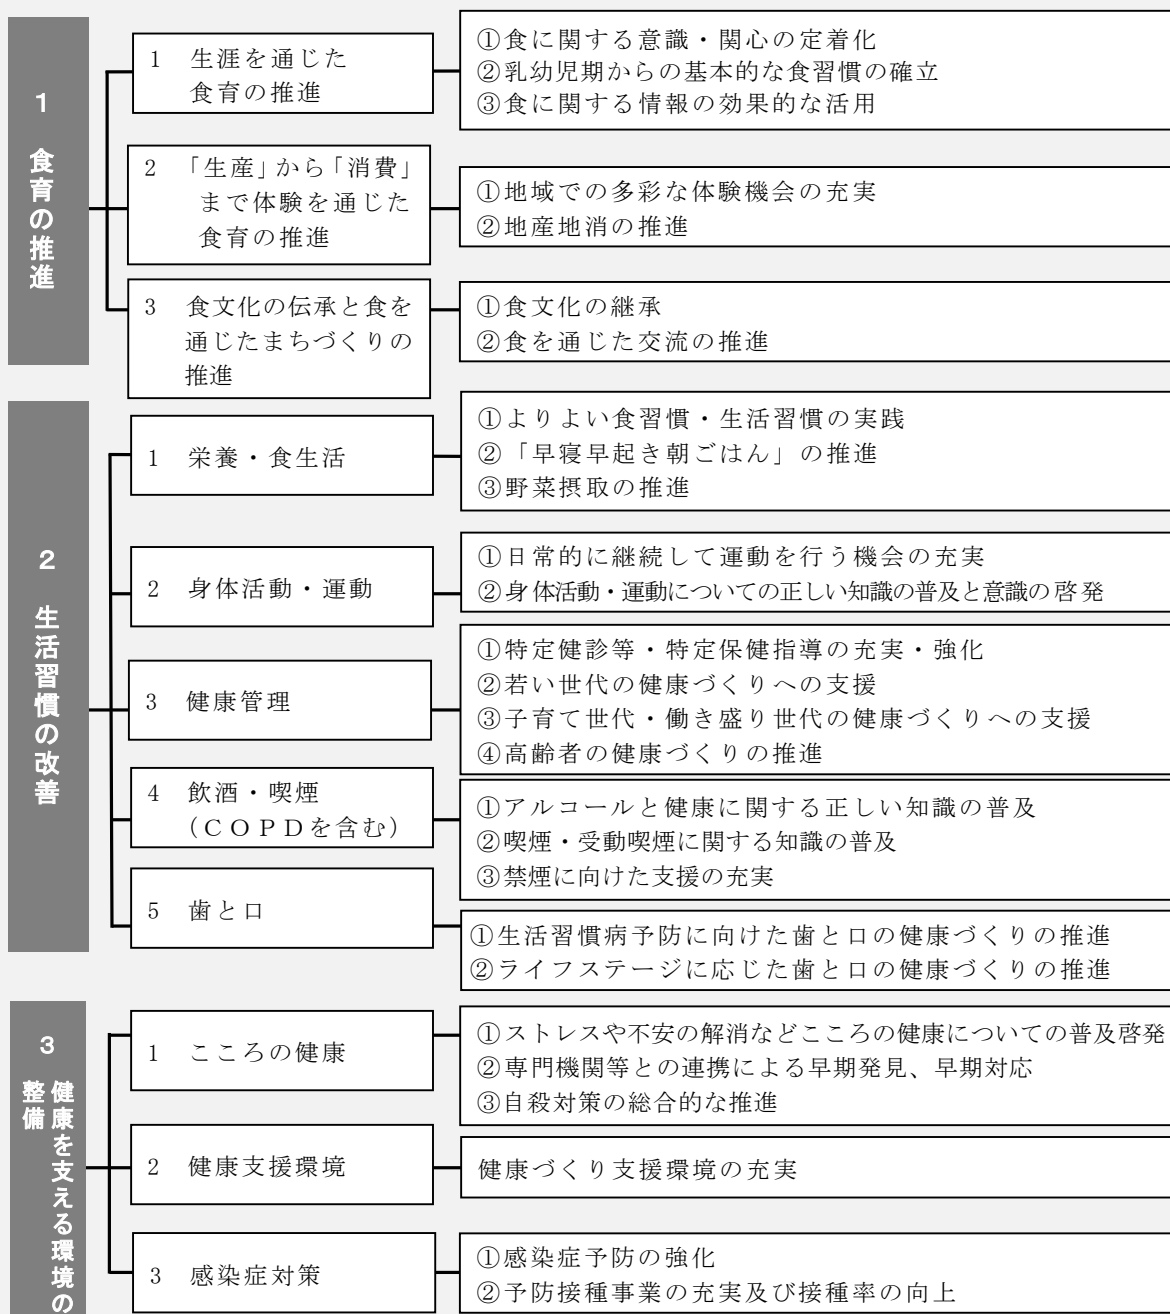 1 食育の推進
1 生涯を通じた
食育の推進
①食に関する意識・関心の定着化
②乳幼児期からの基本的な食習慣の確立
③食に関する情報の効果的な活用
2 「生産」から「消費」
まで体験を通じた
食育の推進
①地域での多彩な体験機会の充実
②地産地消の推進
3 食文化の伝承と食を
通じたまちづくりの
推進
①食文化の継承
②食を通じた交流の推進
2 生活習慣の改善
1 栄養・食生活
①よりよい食習慣・生活習慣の実践
②「早寝早起き朝ごはん」の推進
③野菜摂取の推進
2 身体活動・運動
①日常的に継続して運動を行う機会の充実
②身体活動・運動についての正しい知識の普及と意識の啓発
3 健康管理
①特定健診等・特定保健指導の充実・強化
②若い世代の健康づくりへの支援
③子育て世代・働き盛り世代の健康づくりへの支援
④高齢者の健康づくりの推進
4 飲酒・喫煙
(ＣＯＰＤを含む)
①アルコールと健康に関する正しい知識の普及
②喫煙・受動喫煙に関する知識の普及
③禁煙に向けた支援の充実
5 歯と口
①生活習慣病予防に向けた歯と口の健康づくりの推進
②ライフステージに応じた歯と口の健康づくりの推進
3 健康を支える環境の
整備
1 こころの健康
①ストレスや不安の解消などこころの健康についての普及啓発
②専門機関等との連携による早期発見、早期対応
③自殺対策の総合的な推進
2 健康支援環境
健康づくり支援環境の充実
3 感染症対策
①感染症予防の強化
②予防接種事業の充実及び接種率の向上